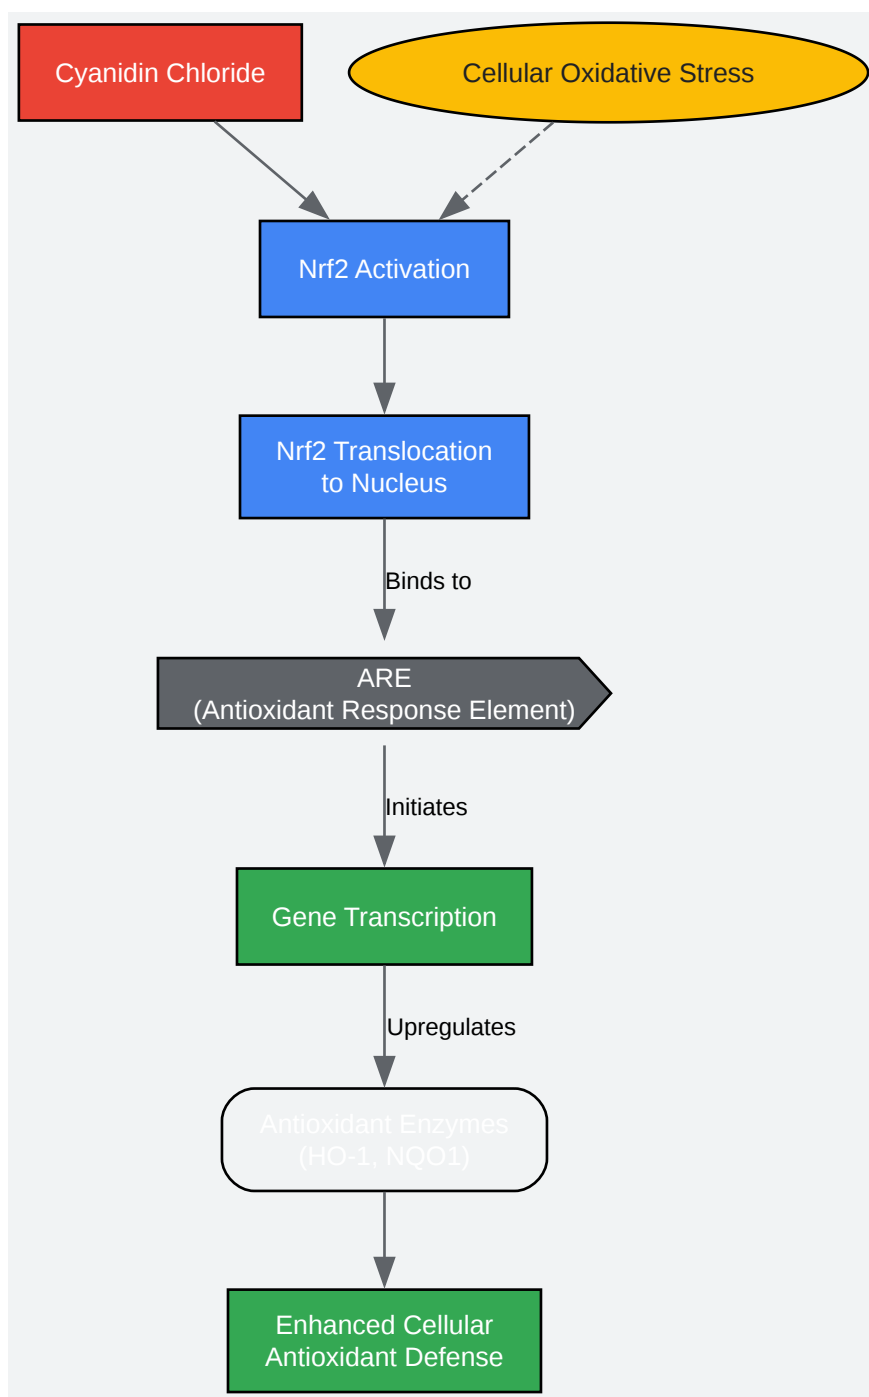 Cyanidin Chloride
Cellular Oxidative Stress
Nrf2 Activation
Nrf2 Translocation
to Nucleus
Binds to
ARE
(Antioxidant Response Element)
Initiates
Gene Transcription
Upregulates
Antioxidant Enzymes
(HO-1, NQO1)
Enhanced Cellular
Antioxidant Defense